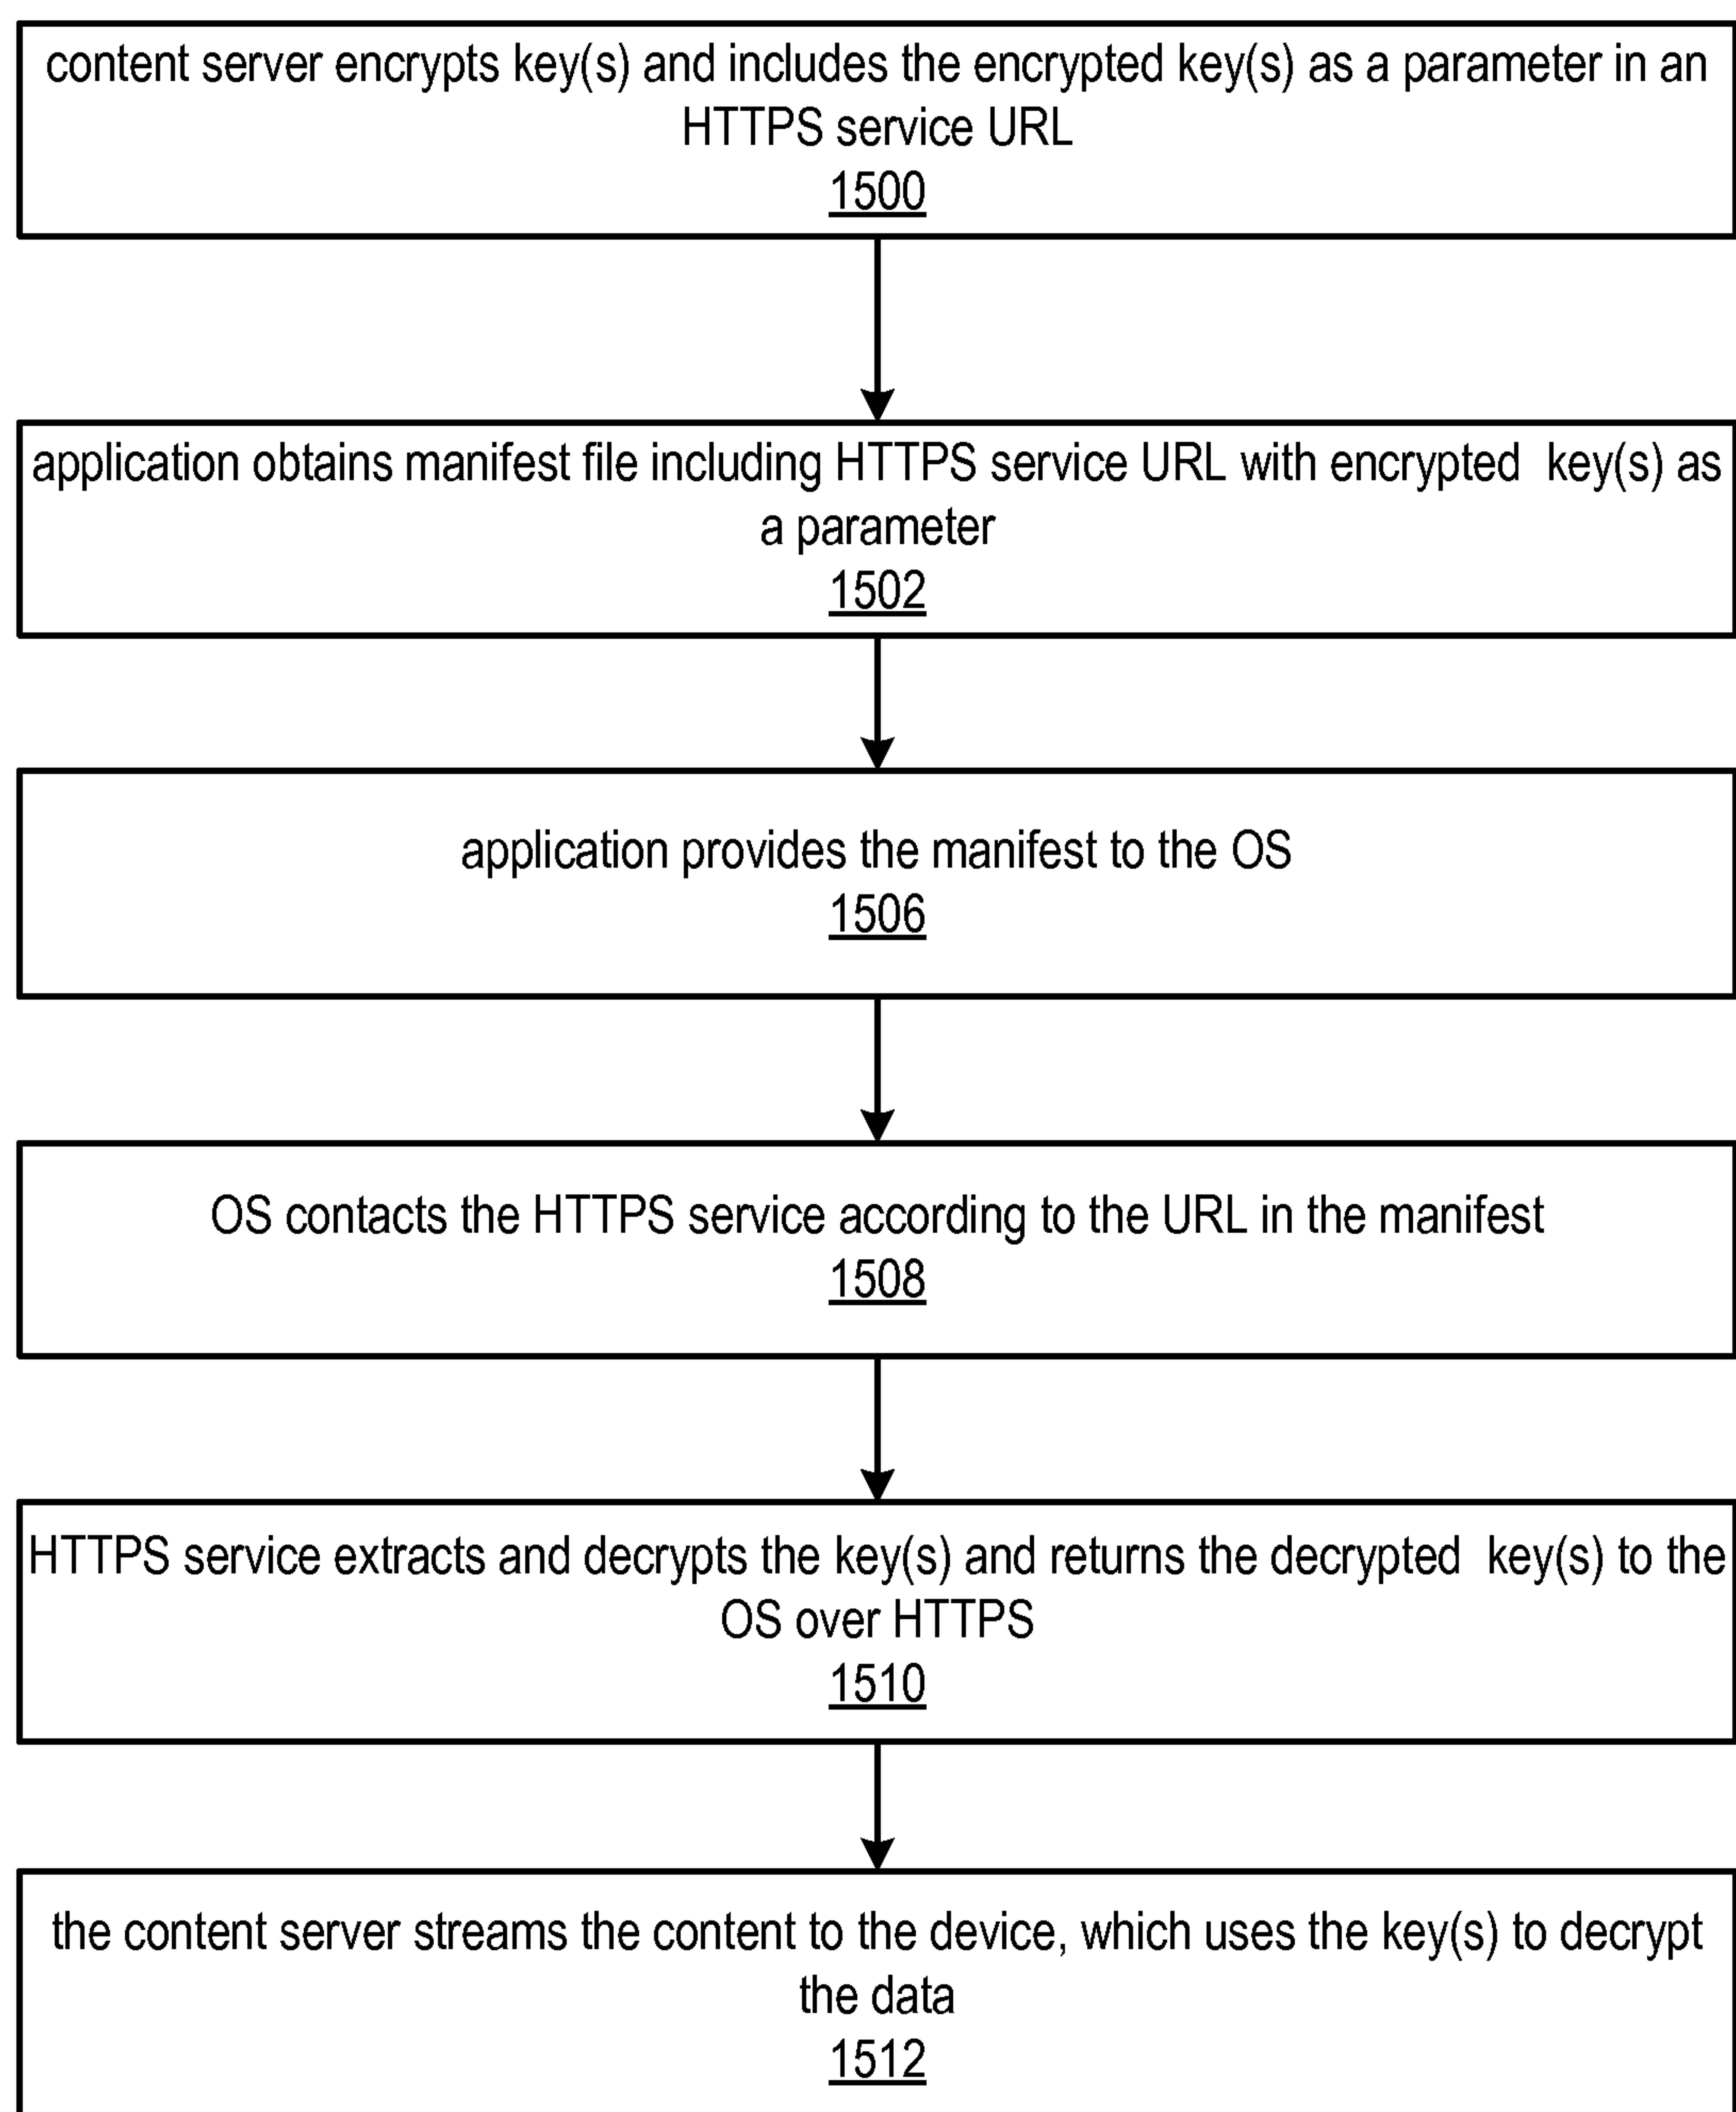 content server encrypts key(s) and includes the encrypted key(s) as a parameter in an
HTTPS service URL
1500
application obtains manifest file including HTTPS service URL with encrypted key(s) as
a parameter
1502
application provides the manifest to the OS
1506
OS contacts the HTTPS service according to the URL in the manifest
1508
HTTPS service extracts and decrypts the key(s) and returns the decrypted key(s) to the
OS over HTTPS
1510
the content server streams the content to the device, which uses the key(s) to decrypt
the data
1512